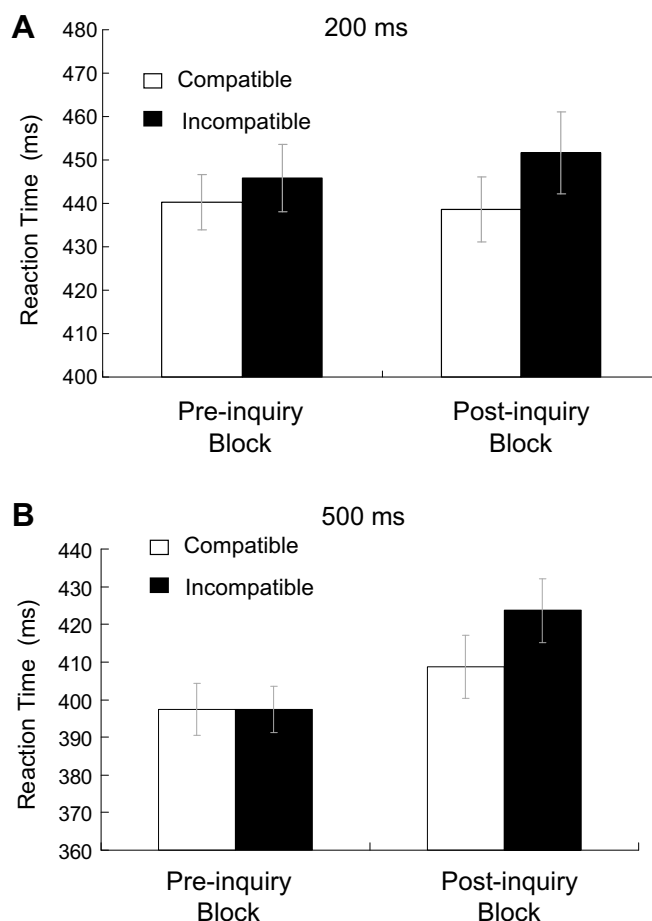 A
200 ms
480
470
460
450
440
430
420
410
400
Reaction Time (ms)
Compatible
Incompatible
Pre-inquiry
Block
Post-inquiry
Block
B
500 ms
440
430
420
410
400
390
380
370
360
Reaction Time (ms)
Compatible
Incompatible
Pre-inquiry
Block
Post-inquiry
Block